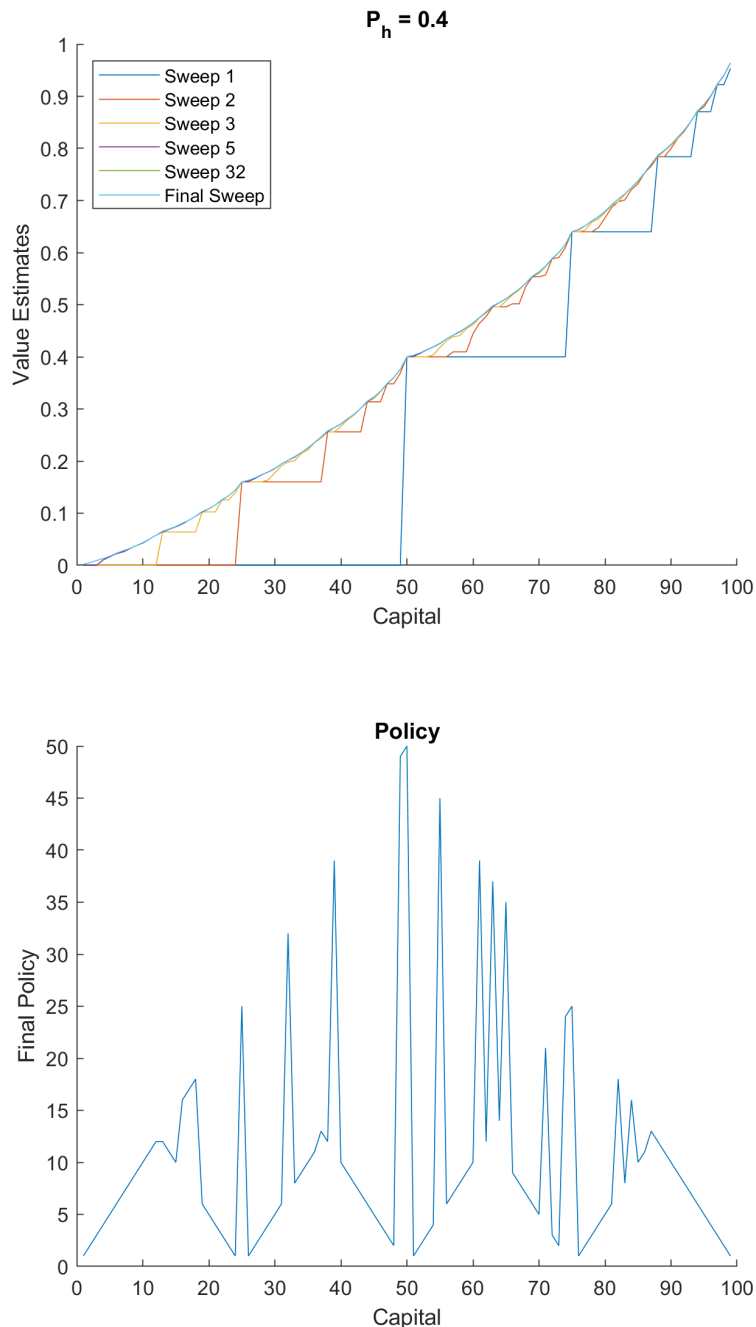 P_h = 0.4
1
0.9
0.8
0.7
0.6
0.5
0.4
0.3
0.2
0.1
0
Value Estimates
Sweep 1
Sweep 2
Sweep 3
Sweep 5
Sweep 32
Final Sweep
0 10 20 30 40 50 60 70 80 90 100
Capital
Policy
50
45
40
35
30
25
20
15
10
5
0
Final Policy
0 10 20 30 40 50 60 70 80 90 100
Capital